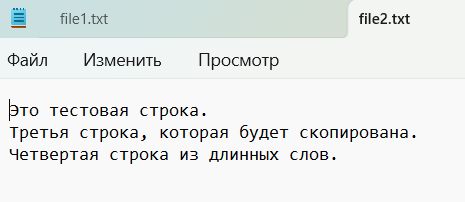 file1.txt
file2.txt
Файл
Изменить
Просмотр
Это тестовая строка.
Третья строка, которая будет скопирована.
Четвертая строка из длинных слов.